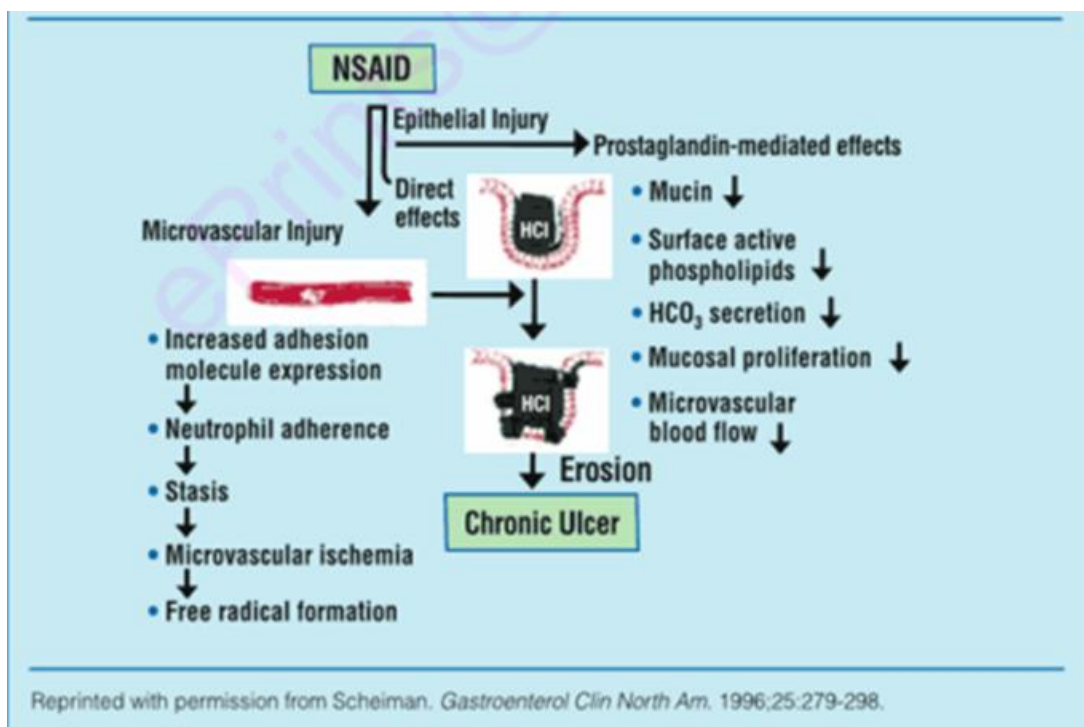 NSAID
Epithelial Injury
Prostaglandin-mediated effects
Direct
effects
Microvascular Injury
HCl
• Mucin ↓
• Surface active
phospholipids ↓
• HCO₃ secretion ↓
• Mucosal proliferation ↓
• Microvascular
blood flow ↓
• Increased adhesion
molecule expression
↓
• Neutrophil adherence
↓
• Stasis
↓
• Microvascular ischemia
↓
• Free radical formation
HCl
Erosion
Chronic Ulcer
Reprinted with permission from Scheiman. Gastroenterol Clin North Am. 1996;25:279-298.
ePrints@